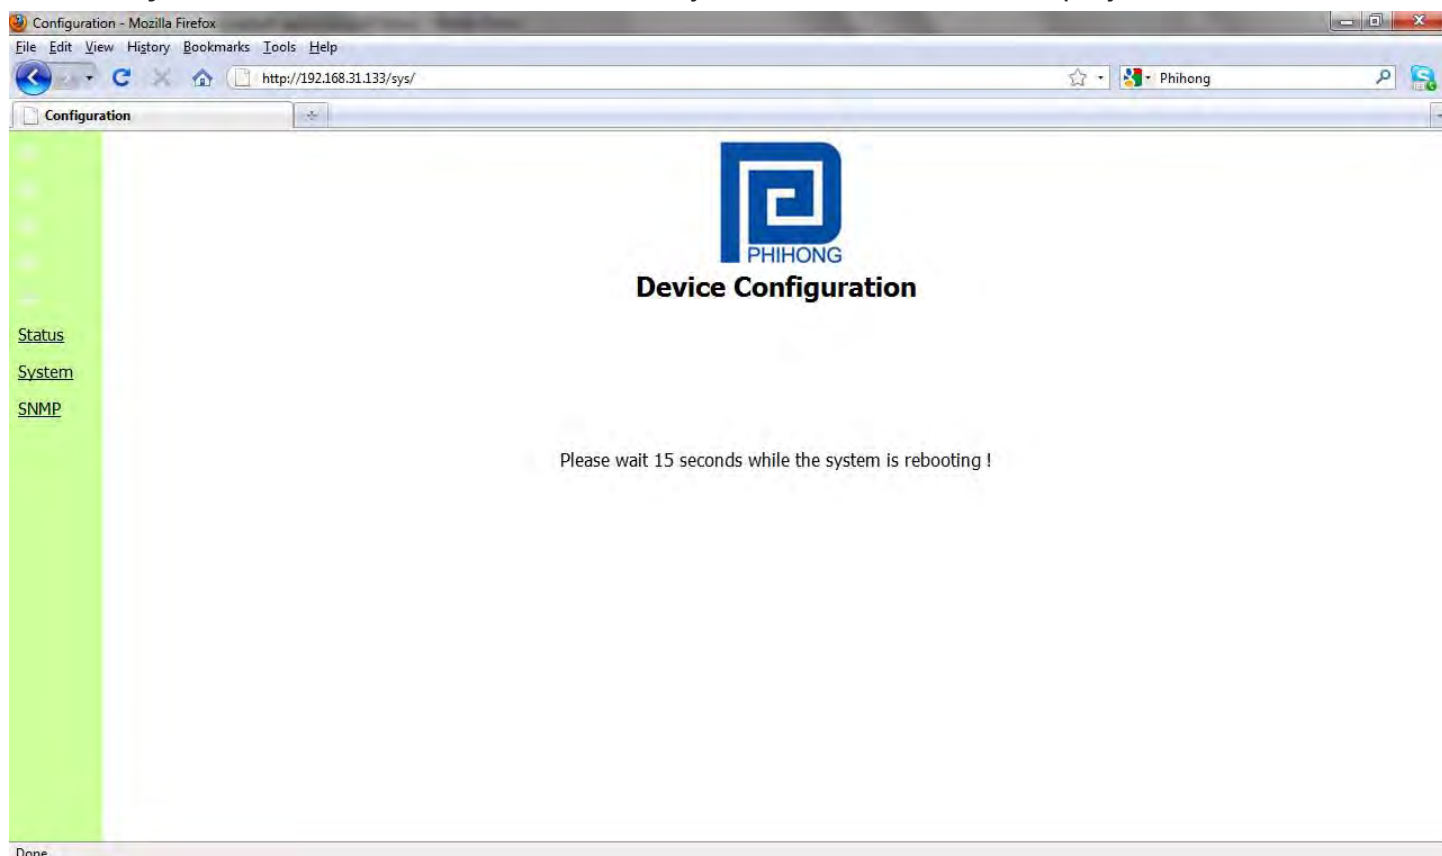 Configuration - Mozilla Firefox
File Edit View History Bookmarks Tools Help
http://192.168.31.133/sys/ Phihong
Configuration
PHIHONG
Device Configuration
Status
System
SNMP
Please wait 15 seconds while the system is rebooting !
Done